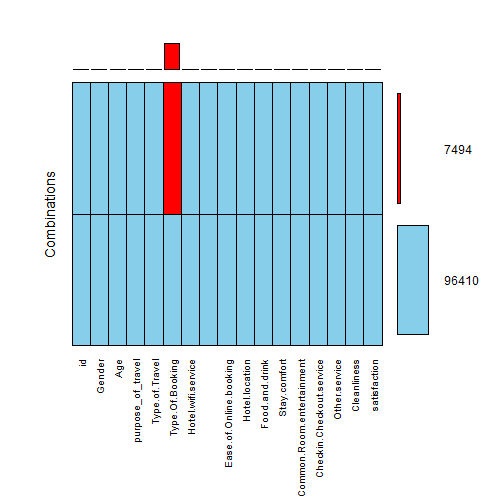 Combinations
7494
96410
id
Gender
Age
purpose_of_travel
Type.of.Travel
Type.Of.Booking
Hotel.wifi.service
Ease.of.Online.booking
Hotel.location
Food.and.drink
Stay.comfort
Common.Room.entertainment
Checkin.Checkout.service
Other.service
Cleanliness
satisfaction